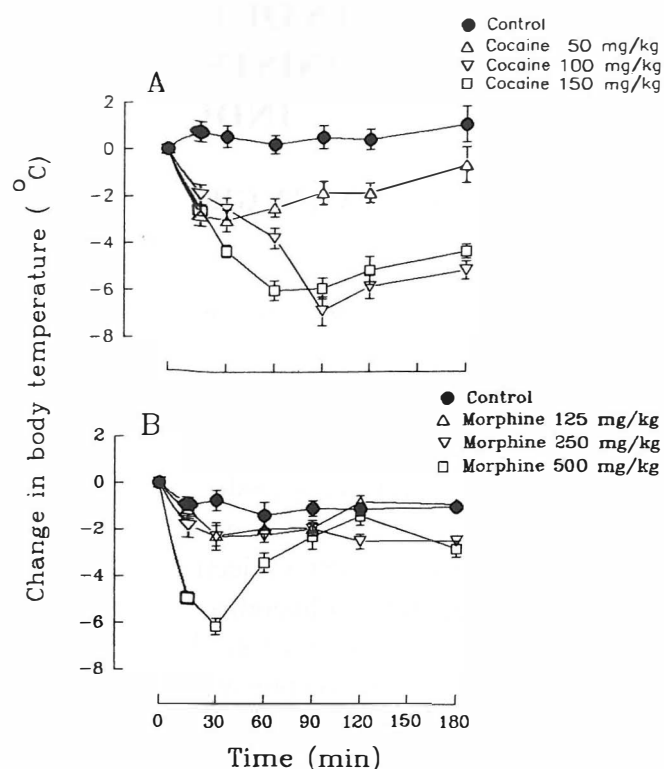 Control
Cocaine 50 mg/kg
Cocaine 100 mg/kg
Cocaine 150 mg/kg
A
2
0
-2
-4
-6
-8
Control
Morphine 125 mg/kg
Morphine 250 mg/kg
Morphine 500 mg/kg
B
2
0
-2
-4
-6
-8
Change in body temperature ( °C)
0 30 60 90 120 150 180
Time (min)